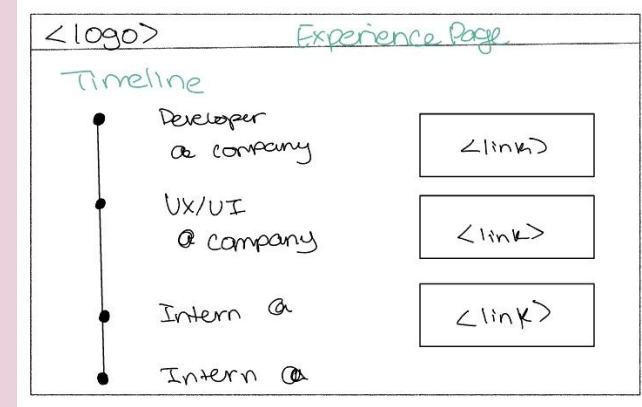 <logo> Experience Page
Timeline
Developer
@ company
<link>
UX/UI
@ company
<link>
Intern @
<link>
Intern @